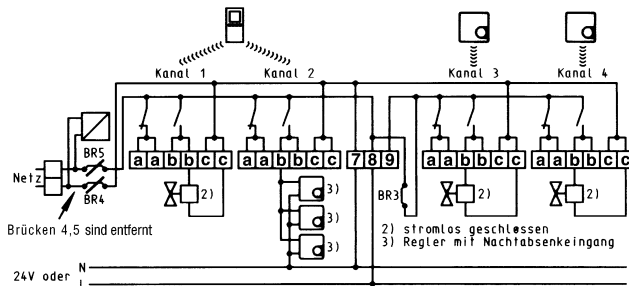 Kanal 1
Kanal 2
Kanal 3
Kanal 4
BR5
a a b b c c
a a b b c c
7 8 9
a a b b c c
a a b b c c
Netz
BR4
2)
3)
3)
3)
BR3
2)
2)
Brücken 4,5 sind entfernt
2) stromlos geschlossen
3) Regler mit Nachtabsenkeingang
N
24V oder